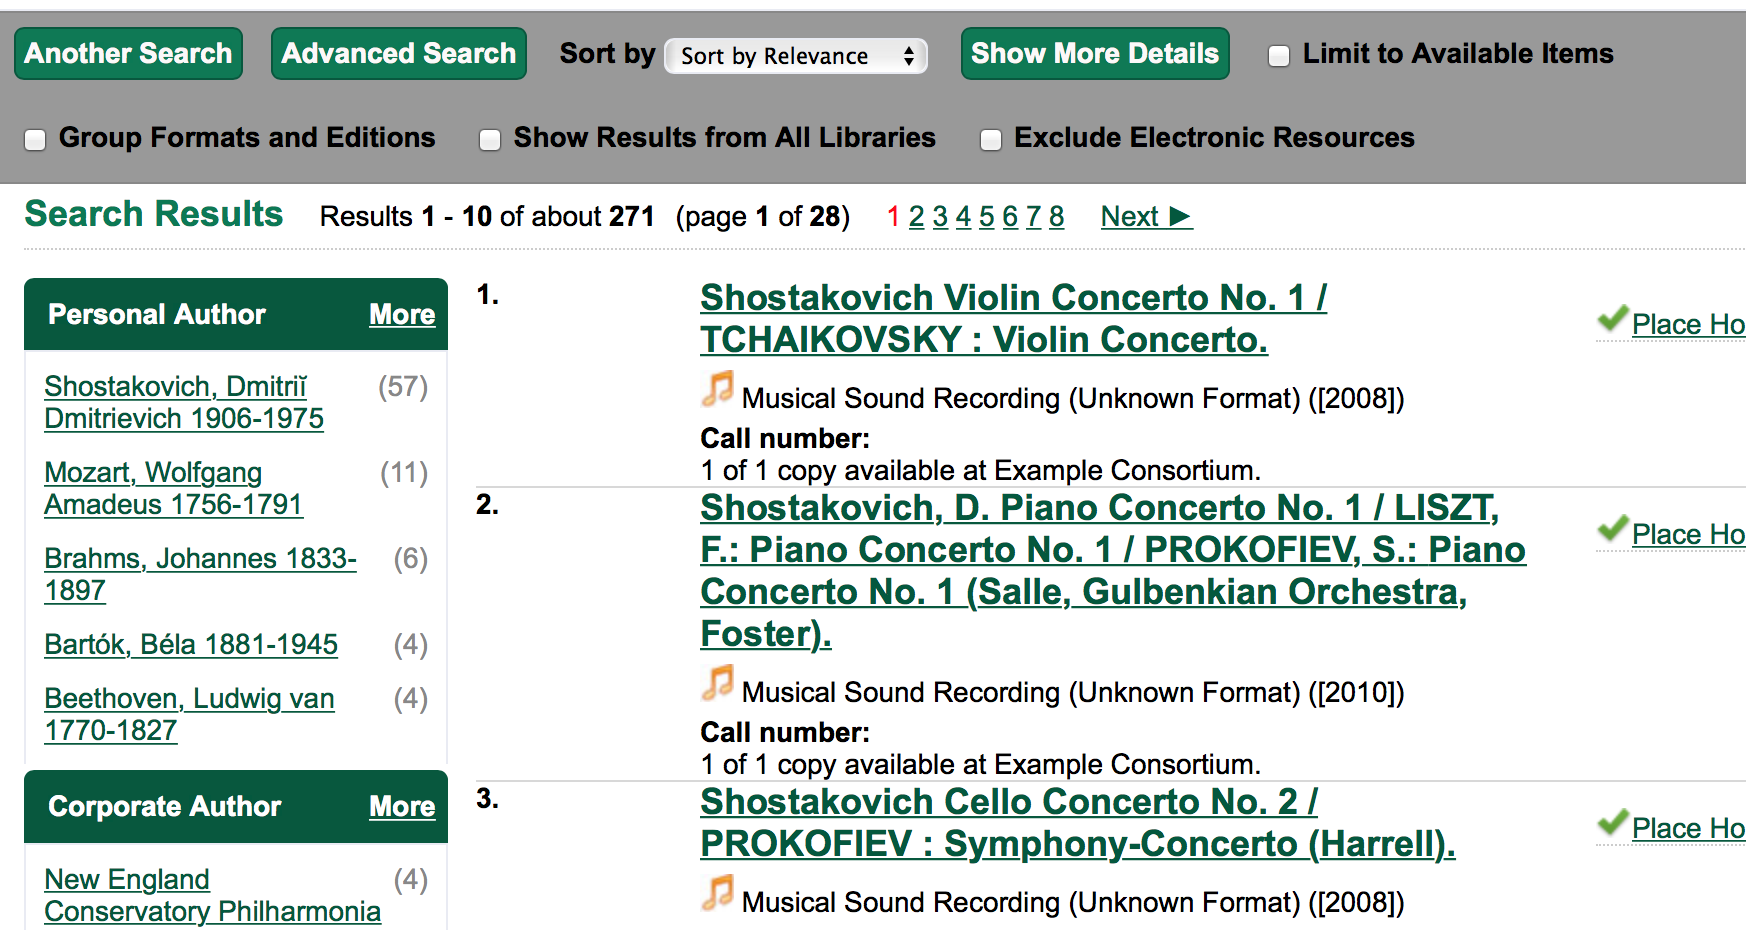 Another Search Advanced Search Sort by Sort by Relevance Show More Details Limit to Available Items
Group Formats and Editions Show Results from All Libraries Exclude Electronic Resources
Search Results Results 1 - 10 of about 271 (page 1 of 28) 1 2 3 4 5 6 7 8 Next ►
Personal Author More
Shostakovich, Dmitriĭ (57)
Dmitrievich 1906-1975
Mozart, Wolfgang (11)
Amadeus 1756-1791
Brahms, Johannes 1833- (6)
1897
Bartók, Béla 1881-1945 (4)
Beethoven, Ludwig van (4)
1770-1827
Corporate Author More
New England (4)
Conservatory Philharmonia
1. Shostakovich Violin Concerto No. 1 /
TCHAIKOVSKY : Violin Concerto.
Place Ho
Musical Sound Recording (Unknown Format) ([2008])
Call number:
1 of 1 copy available at Example Consortium.
2. Shostakovich, D. Piano Concerto No. 1 / LISZT,
F.: Piano Concerto No. 1 / PROKOFIEV, S.: Piano
Concerto No. 1 (Salle, Gulbenkian Orchestra,
Foster).
Place Ho
Musical Sound Recording (Unknown Format) ([2010])
Call number:
1 of 1 copy available at Example Consortium.
3. Shostakovich Cello Concerto No. 2 /
PROKOFIEV : Symphony-Concerto (Harrell).
Place Ho
Musical Sound Recording (Unknown Format) ([2008])